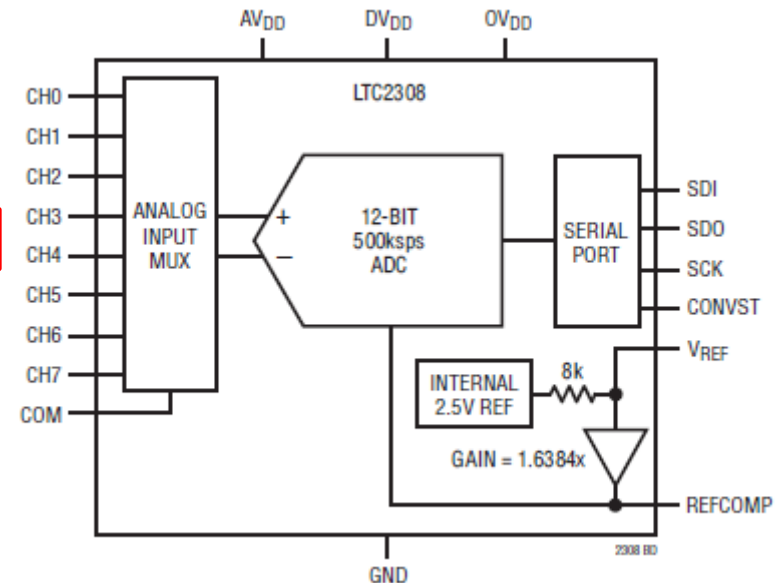 AVDD DVDD OVDD
LTC2308
CH0
CH1
CH2
CH3
CH4
CH5
CH6
CH7
COM
ANALOG
INPUT
MUX
+
−
12-BIT
500ksps
ADC
SERIAL
PORT
SDI
SDO
SCK
CONVST
VREF
INTERNAL
2.5V REF
8k
GAIN = 1.6384x
REFCOMP
2308 BD
GND